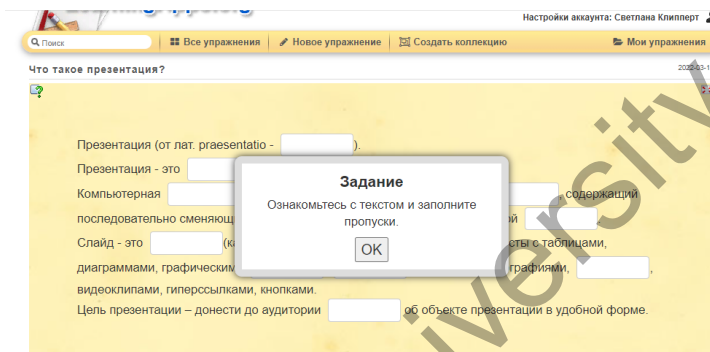 Настройки аккаунта: Светлана Клипперт
Поиск
Все упражнения
Новое упражнение
Создать коллекцию
Мои упражнения
Что такое презентация?
Презентация (от лат. praesentatio - ).
Презентация - это
Компьютерная , содержащий
последовательно сменяющ й
Слайд - это (ка сты с таблицами,
диаграммами, графическим графиями, ,
видеоклипами, гиперссылками, кнопками.
Цель презентации – донести до аудитории об объекте презентации в удобной форме.
Задание
Ознакомьтесь с текстом и заполните
пропуски.
OK
iversity